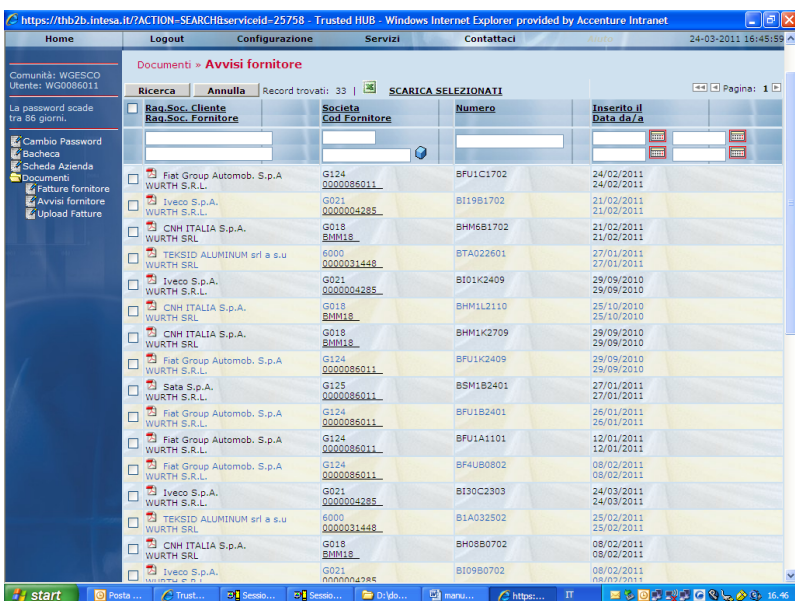 https://thb2b.intesa.it/?ACTION=SEARCH&serviceid=25758 - Trusted HUB - Windows Internet Explorer provided by Accenture Intranet
Home Logout Configurazione Servizi Contattaci 24-03-2011 16:45:59
Comunità: WGESCO
Utente: WG0086011
La password scade
tra 86 giorni.
Cambio Password
Bacheca
Scheda Azienda
Documenti
Fatture fornitore
Avvisi fornitore
Upload Fatture
Documenti » Avvisi fornitore
Ricerca Annulla Record trovati: 33 | SCARICA SELEZIONATI Pagina: 1
Rag.Soc. Cliente Societa Numero Inserito il
Rag.Soc. Fornitore Cod Fornitore Data da/a
Fiat Group Automob. S.p.A G124 BFU1C1702 24/02/2011
WURTH S.R.L. 0000086011 24/02/2011
Iveco S.p.A. G021 BI19B1702 21/02/2011
WURTH S.R.L. 0000004285 21/02/2011
CNH ITALIA S.p.A. G018 BHM6B1702 21/02/2011
WURTH SRL BMM18 21/02/2011
TEKSID ALUMINUM srl a s.u 6000 BTA022601 27/01/2011
WURTH SRL 0000031448 27/01/2011
Iveco S.p.A. G021 BI01K2409 29/09/2010
WURTH S.R.L. 0000004285 29/09/2010
CNH ITALIA S.p.A. G018 BHM1L2110 25/10/2010
WURTH SRL BMM18 25/10/2010
CNH ITALIA S.p.A. G018 BHM1K2709 29/09/2010
WURTH SRL BMM18 29/09/2010
Fiat Group Automob. S.p.A G124 BFU1K2409 29/09/2010
WURTH S.R.L. 0000086011 29/09/2010
Sata S.p.A. G125 BSM1B2401 27/01/2011
WURTH S.R.L. 0000086011 27/01/2011
Fiat Group Automob. S.p.A G124 BFU1B2401 26/01/2011
WURTH S.R.L. 0000086011 26/01/2011
Fiat Group Automob. S.p.A G124 BFU1A1101 12/01/2011
WURTH S.R.L. 0000086011 12/01/2011
Fiat Group Automob. S.p.A G124 BF4UB0802 08/02/2011
WURTH S.R.L. 0000086011 08/02/2011
Iveco S.p.A. G021 BI30C2303 24/03/2011
WURTH S.R.L. 0000004285 24/03/2011
TEKSID ALUMINUM srl a s.u 6000 B1A032502 25/02/2011
WURTH SRL 0000031448 25/02/2011
CNH ITALIA S.p.A. G018 BH08B0702 08/02/2011
WURTH SRL BMM18 08/02/2011
Iveco S.p.A. G021 BI09B0702 08/02/2011
WURTH S.R.L. 0000004285 08/02/2011
start Posta ... Trust... Sessio... Sessio... D:\do... manu... https:... IT 16.46